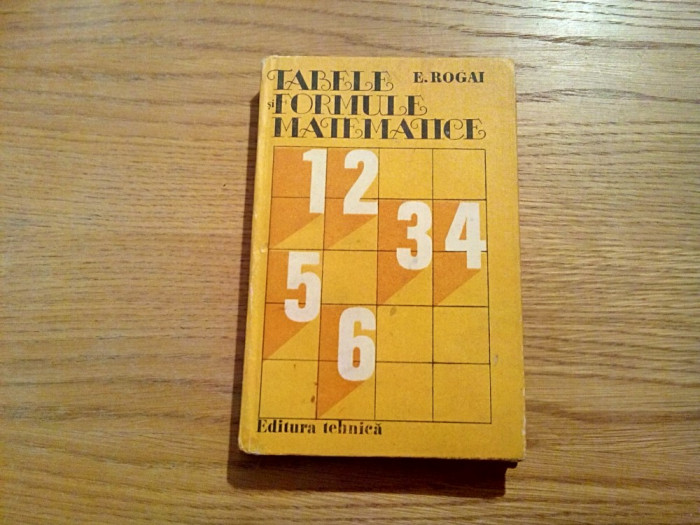 TABELE E. ROGAI
și FORMULE
MATEMATICE
1 2
3 4
5
6
Editura tehnică